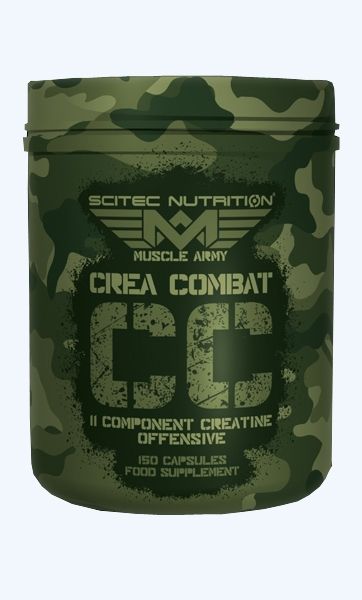 SCITEC NUTRITION
MUSCLE ARMY
CREA COMBAT
CC
11 COMPONENT CREATINE
OFFENSIVE
150 CAPSULES
FOOD SUPPLEMENT